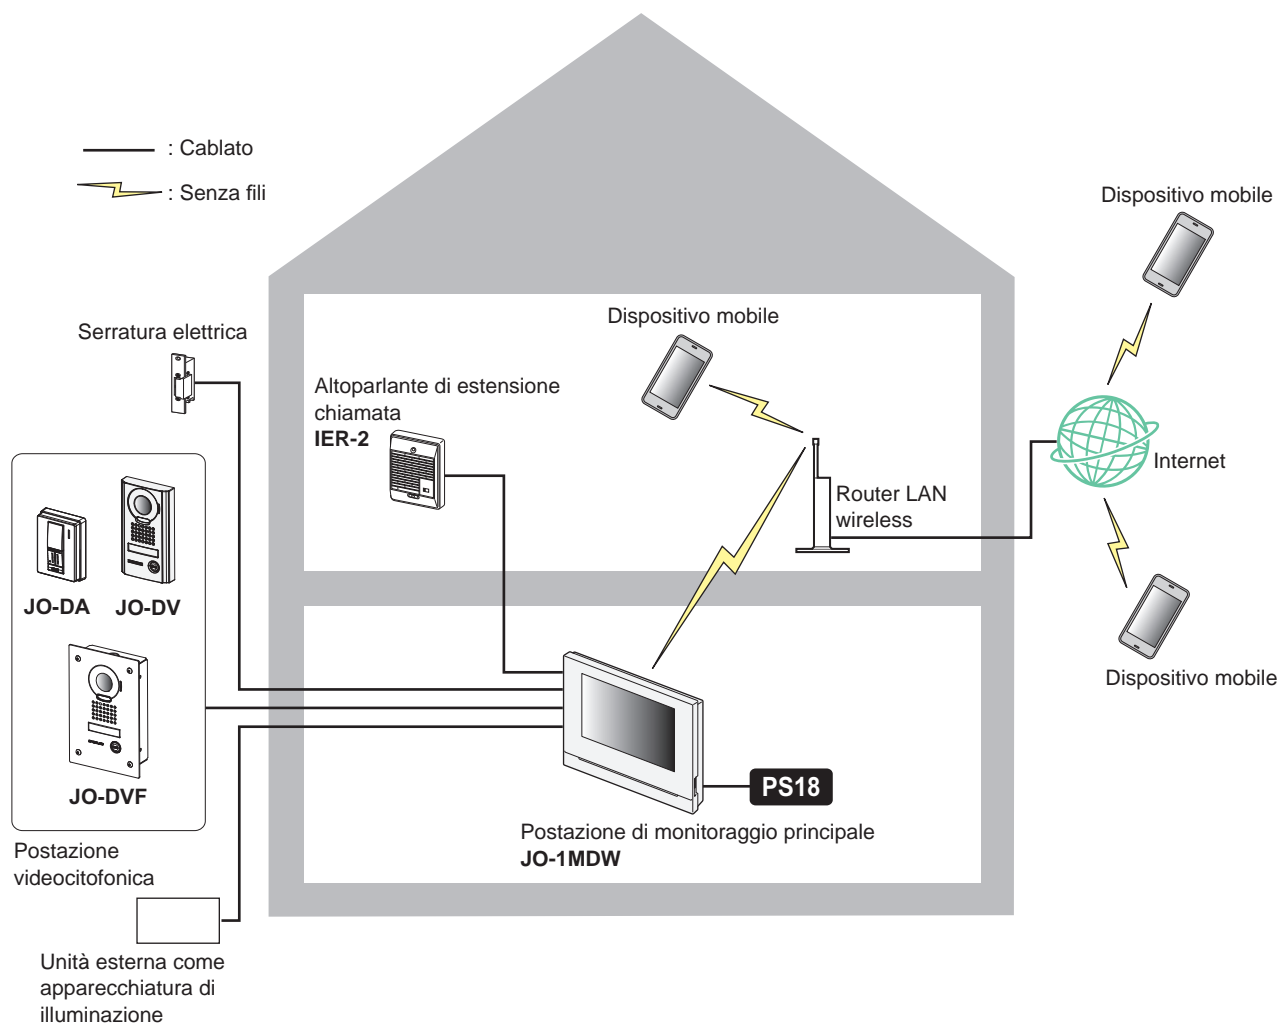 : Cablato
: Senza fili
Dispositivo mobile
Serratura elettrica
Dispositivo mobile
Altoparlante di estensione
chiamata
IER-2
Internet
Router LAN
wireless
JO-DA
JO-DV
Dispositivo mobile
JO-DVF
PS18
Postazione di monitoraggio principale
JO-1MDW
Postazione
videocitofonica
Unità esterna come
apparecchiatura di
illuminazione